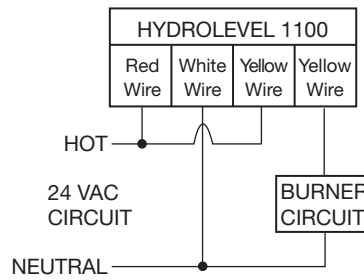 HYDROLEVEL 1100
Red Wire
White Wire
Yellow Wire
Yellow Wire
HOT
24 VAC
CIRCUIT
BURNER
CIRCUIT
NEUTRAL